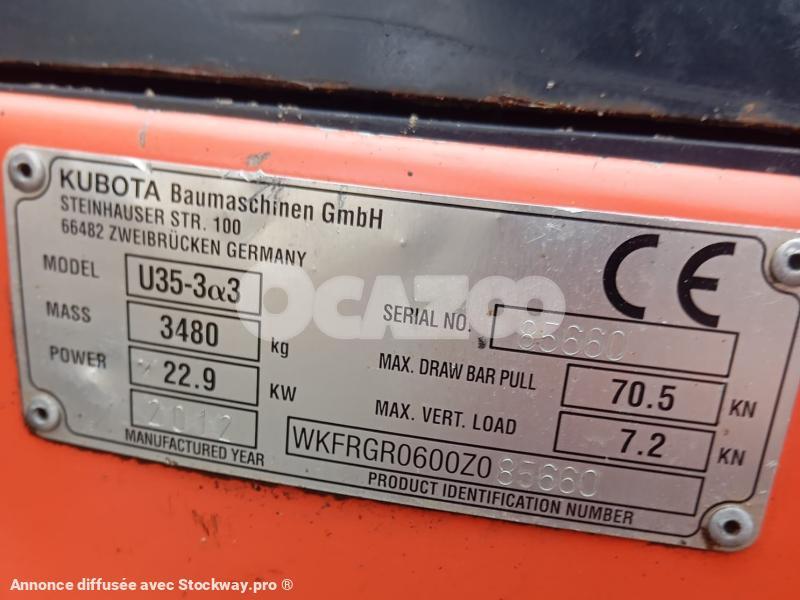 KUBOTA Baumaschinen GmbH
STEINHAUSER STR. 100
66482 ZWEIBRÜCKEN GERMANY
MODEL U35-3α3
MASS 3480 kg
POWER 22.9 KW
2012
MANUFACTURED YEAR
CE
SERIAL NO. 85660
MAX. DRAW BAR PULL 70.5 KN
MAX. VERT. LOAD 7.2 KN
WKFRGR0600Z085660
PRODUCT IDENTIFICATION NUMBER
OCAZOO
Annonce diffusée avec Stockway.pro ®